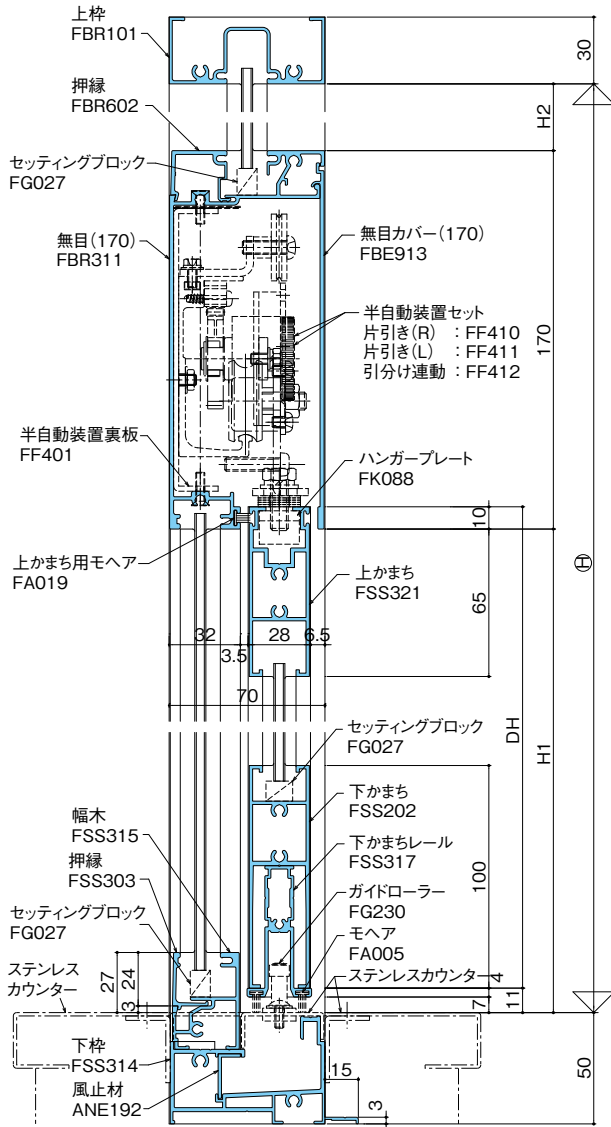 上枠
FBR101
30
押縁
FBR602
H2
セッティングブロック
FG027
無目(170)
FBR311
無目カバー(170)
FBE913
半自動装置セット
片引き(R) : FF410
片引き(L) : FF411
引分け連動 : FF412
170
H
半自動装置裏板
FF401
ハンガープレート
FK088
10
上かまち用モヘア
FA019
上かまち
FSS321
65
32
28
6.5
3.5
70
DH
H1
セッティングブロック
FG027
幅木
FSS315
下かまち
FSS202
押縁
FSS303
下かまちレール
FSS317
100
セッティングブロック
FG027
ガイドローラー
FG230
モヘア
FA005
ステンレス
カウンター
27
24
3
ステンレスカウンター
4
7
11
下枠
FSS314
風止材
ANE192
15
3
50